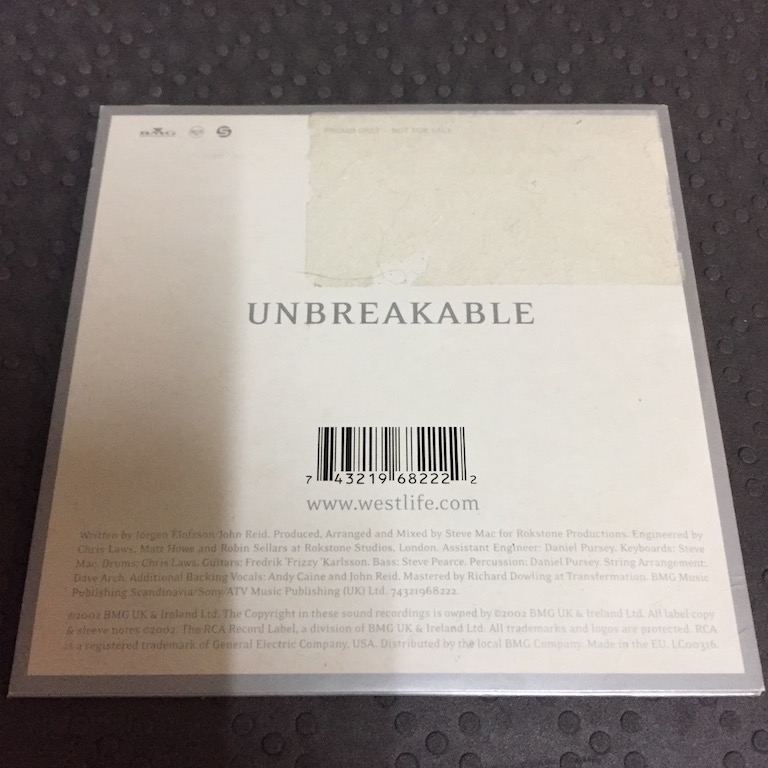 BMG
PROMO ONLY NOT FOR SALE
UNBREAKABLE
7 43219 68222 2
www.westlife.com
Written by Jörgen Elofsson/John Reid. Produced, Arranged and Mixed by Steve Mac for Rokstone Productions. Engineered by
Chris Laws, Matt Howe and Robin Sellars at Rokstone Studios, London. Assistant Engineer: Daniel Pursey. Keyboards: Steve
Mac. Drums: Chris Laws. Guitars: Fredrik 'Frizzy' Karlsson. Bass: Steve Pearce. Percussion: Daniel Pursey. String Arrangement:
Dave Arch. Additional Backing Vocals: Andy Caine and John Reid. Mastered by Richard Dowling at Transfermation. BMG Music
Publishing Scandinavia/Sony/ATV Music Publishing (UK) Ltd. 74321968222.
℗2002 BMG UK & Ireland Ltd. The Copyright in these sound recordings is owned by ©2002 BMG UK & Ireland Ltd. All label copy
& sleeve notes ©2002. The RCA Record Label, a division of BMG UK & Ireland Ltd. All trademarks and logos are protected. RCA
is a registered trademark of General Electric Company, USA. Distributed by the local BMG Company. Made in the EU. LC00316.